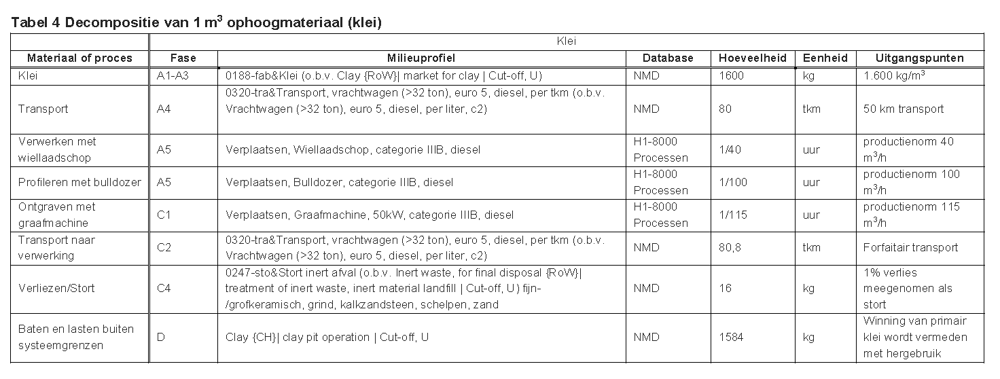 Tabel 4 Decompositie van 1 m³ ophoogmateriaal (klei)
Klei
Materiaal of proces Fase Milieuprofiel Database Hoeveelheid Eenheid Uitgangspunten
Klei A1-A3 0188-fab&Klei (o.b.v. Clay {RoW}| market for clay | Cut-off, U) NMD 1600 kg 1.600 kg/m³
0320-tra&Transport, vrachtwagen (>32 ton), euro 5, diesel, per tkm (o.b.v.
Transport A4 Vrachtwagen (>32 ton), euro 5, diesel, per liter, c2) NMD 80 tkm 50 km transport
Verwerken met H1-8000 productienorm 40
wiellaadschop A5 Verplaatsen, Wiellaadschop, categorie IIIB, diesel Processen 1/40 uur m³/h
Profileren met bulldozer A5 Verplaatsen, Bulldozer, categorie IIIB, diesel H1-8000 1/100 uur productienorm 100
Processen m³/h
Ontgraven met H1-8000 productienorm 115
graafmachine C1 Verplaatsen, Graafmachine, 50kW, categorie IIIB, diesel Processen 1/115 uur m³/h
Transport naar 0320-tra&Transport, vrachtwagen (>32 ton), euro 5, diesel, per tkm (o.b.v.
verwerking C2 Vrachtwagen (>32 ton), euro 5, diesel, per liter, c2) NMD 80,8 tkm Forfaitair transport
0247-sto&Stort inert afval (o.b.v. Inert waste, for final disposal {RoW}| 1% verlies
Verliezen/Stort C4 treatment of inert waste, inert material landfill | Cut-off, U) fijn- NMD 16 kg meegenomen als
/grofkeramisch, grind, kalkzandsteen, schelpen, zand stort
Baten en lasten buiten Winning van primair
systeemgrenzen D Clay {CH}| clay pit operation | Cut-off, U NMD 1584 kg klei wordt vermeden
met hergebruik